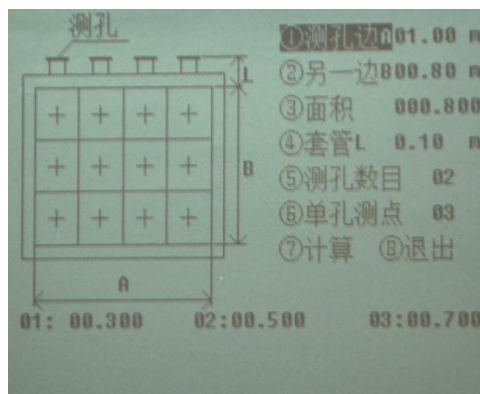 测孔
①测孔边A01.00 m
②另一边B00.80 m
③面积 000.800
④套管L 0.10 m
⑤测孔数目 02
⑥单孔测点 03
⑦计算 ⑧退出
L
B
A
01: 00.300 02:00.500 03:00.700